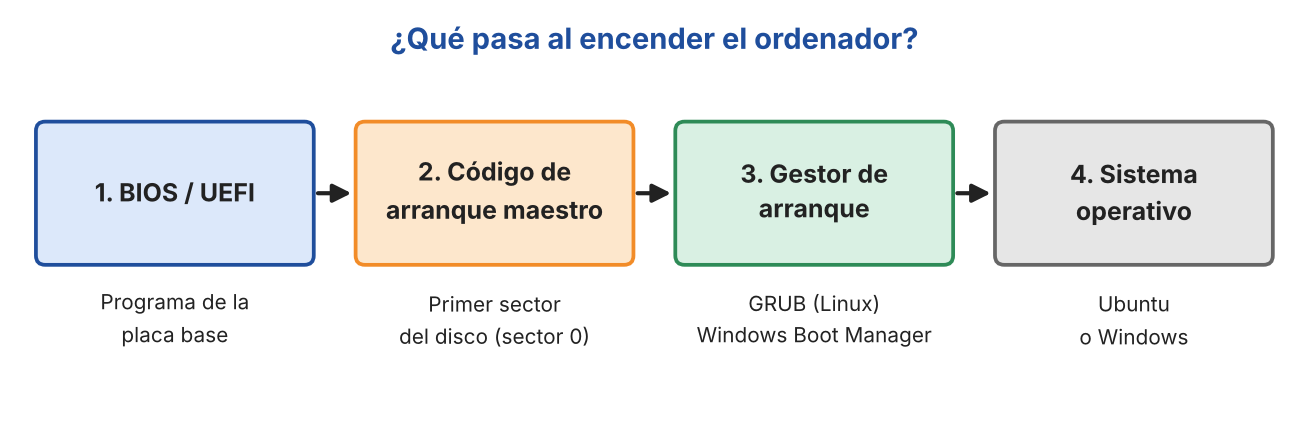 ¿Qué pasa al encender el ordenador?
1. BIOS / UEFI
2. Código de
arranque maestro
3. Gestor de
arranque
4. Sistema
operativo
Programa de la
placa base
Primer sector
del disco (sector 0)
GRUB (Linux)
Windows Boot Manager
Ubuntu
o Windows